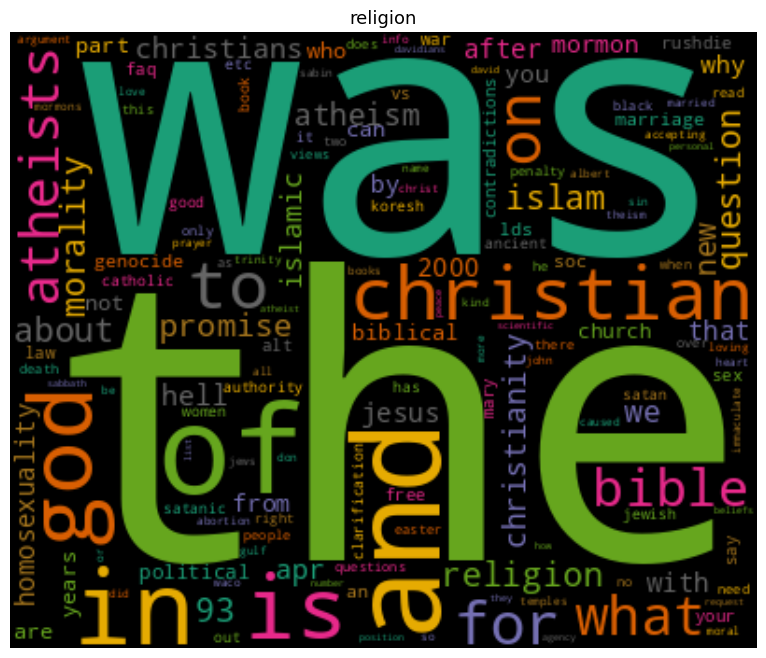 religion
argument
part
christians
who
does
info
war
after
mormon
rushdie
atheists
faq
etc
davidians
sabin
david
you
why
mormons
love
this
book
was
vs
atheism
it
two
can
views
contradictions
on
black
married
marriage
accepting
personal
read
question
morality
good
islamic
name
by
christ
koresh
penalty
albert
islam
sin
theism
only
prayer
lds
ancient
new
genocide
as
trinity
catholic
to
books
2000
he
soc
when
kind
not
atheist
christian
peace
about
promise
biblical
scientific
church
that
law
alt
more
there
over
john
loving
death
sabbath
all
authority
has
heart
sex
be
hell
women
mary
christianity
satan
we
immaculate
god
of
the
jesus
caused
homosexuality
list
jews
don
and
satanic
from
clarification
free
bible
abortion
right
jewish
beliefs
people
easter
years
or
gulf
how
say
political
apr
questions
religion
no
with
need
waco
did
in
93
is
number
an
they
temples
what
your
request
are
out
position
so
for
agency
moral